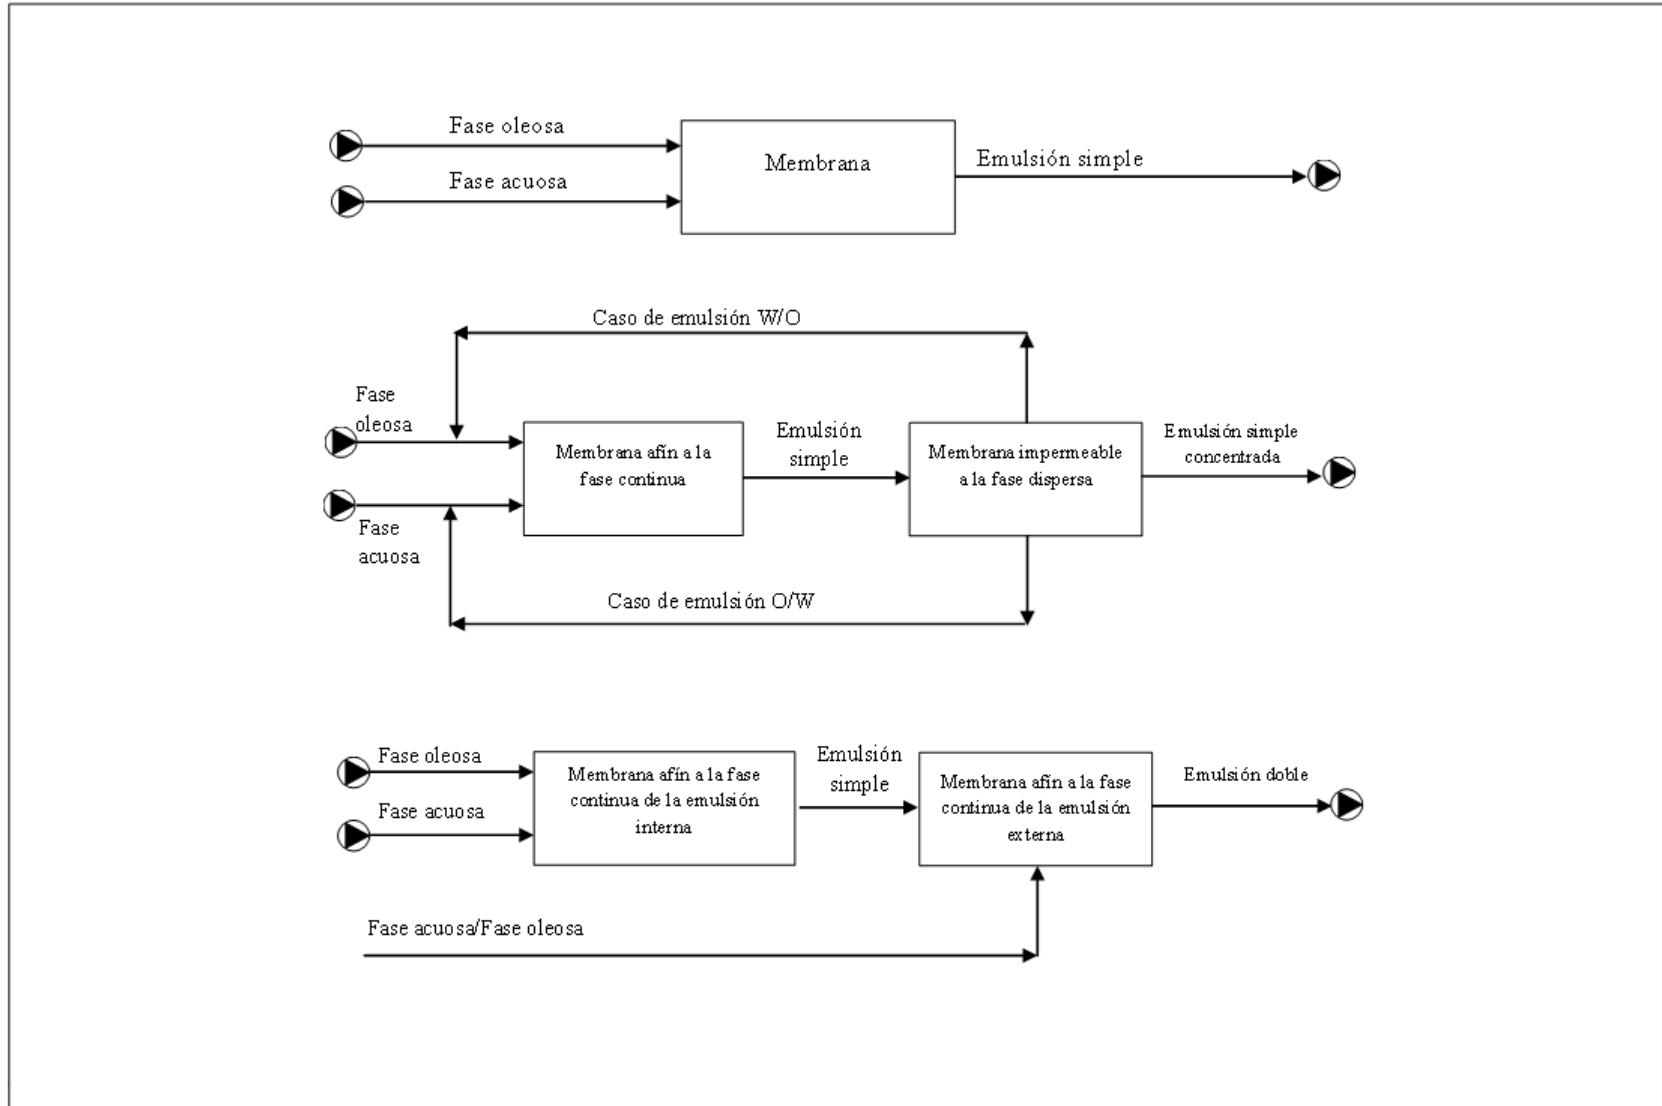 Fase oleosa
Fase acuosa
Membrana
Emulsión simple
Caso de emulsión W/O
Fase
oleosa
Fase
acuosa
Membrana afín a la
fase continua
Emulsión
simple
Membrana impermeable
a la fase dispersa
Emulsión simple
concentrada
Caso de emulsión O/W
Fase oleosa
Fase acuosa
Membrana afín a la fase
continua de la emulsión
interna
Emulsión
simple
Membrana afín a la fase
continua de la emulsión
externa
Emulsión doble
Fase acuosa/Fase oleosa